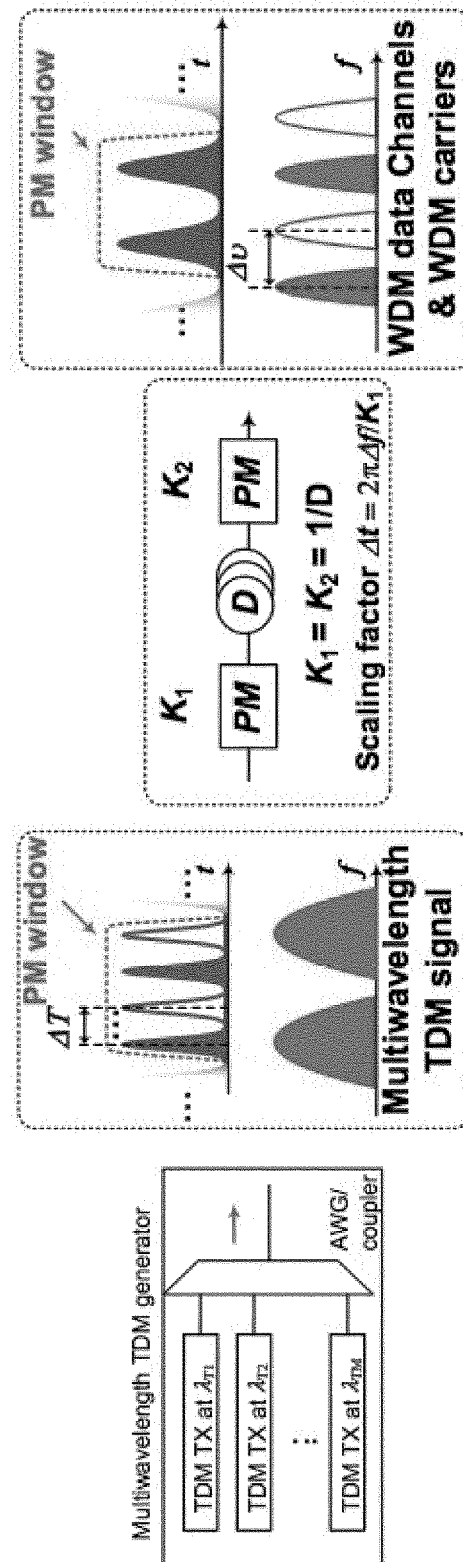 Multiwavelength TDM generator
TDM TX at λT1
TDM TX at λT2
⋮
TDM TX at λTM
AWG/
coupler
PM window
ΔT
...
...
...
t
f
Multiwavelength
TDM signal
K1
K2
PM
D
PM
K1 = K2 = 1/D
Scaling factor Δt = 2πΔf/K1
PM window
...
...
t
Δυ
f
WDM data Channels
& WDM carriers